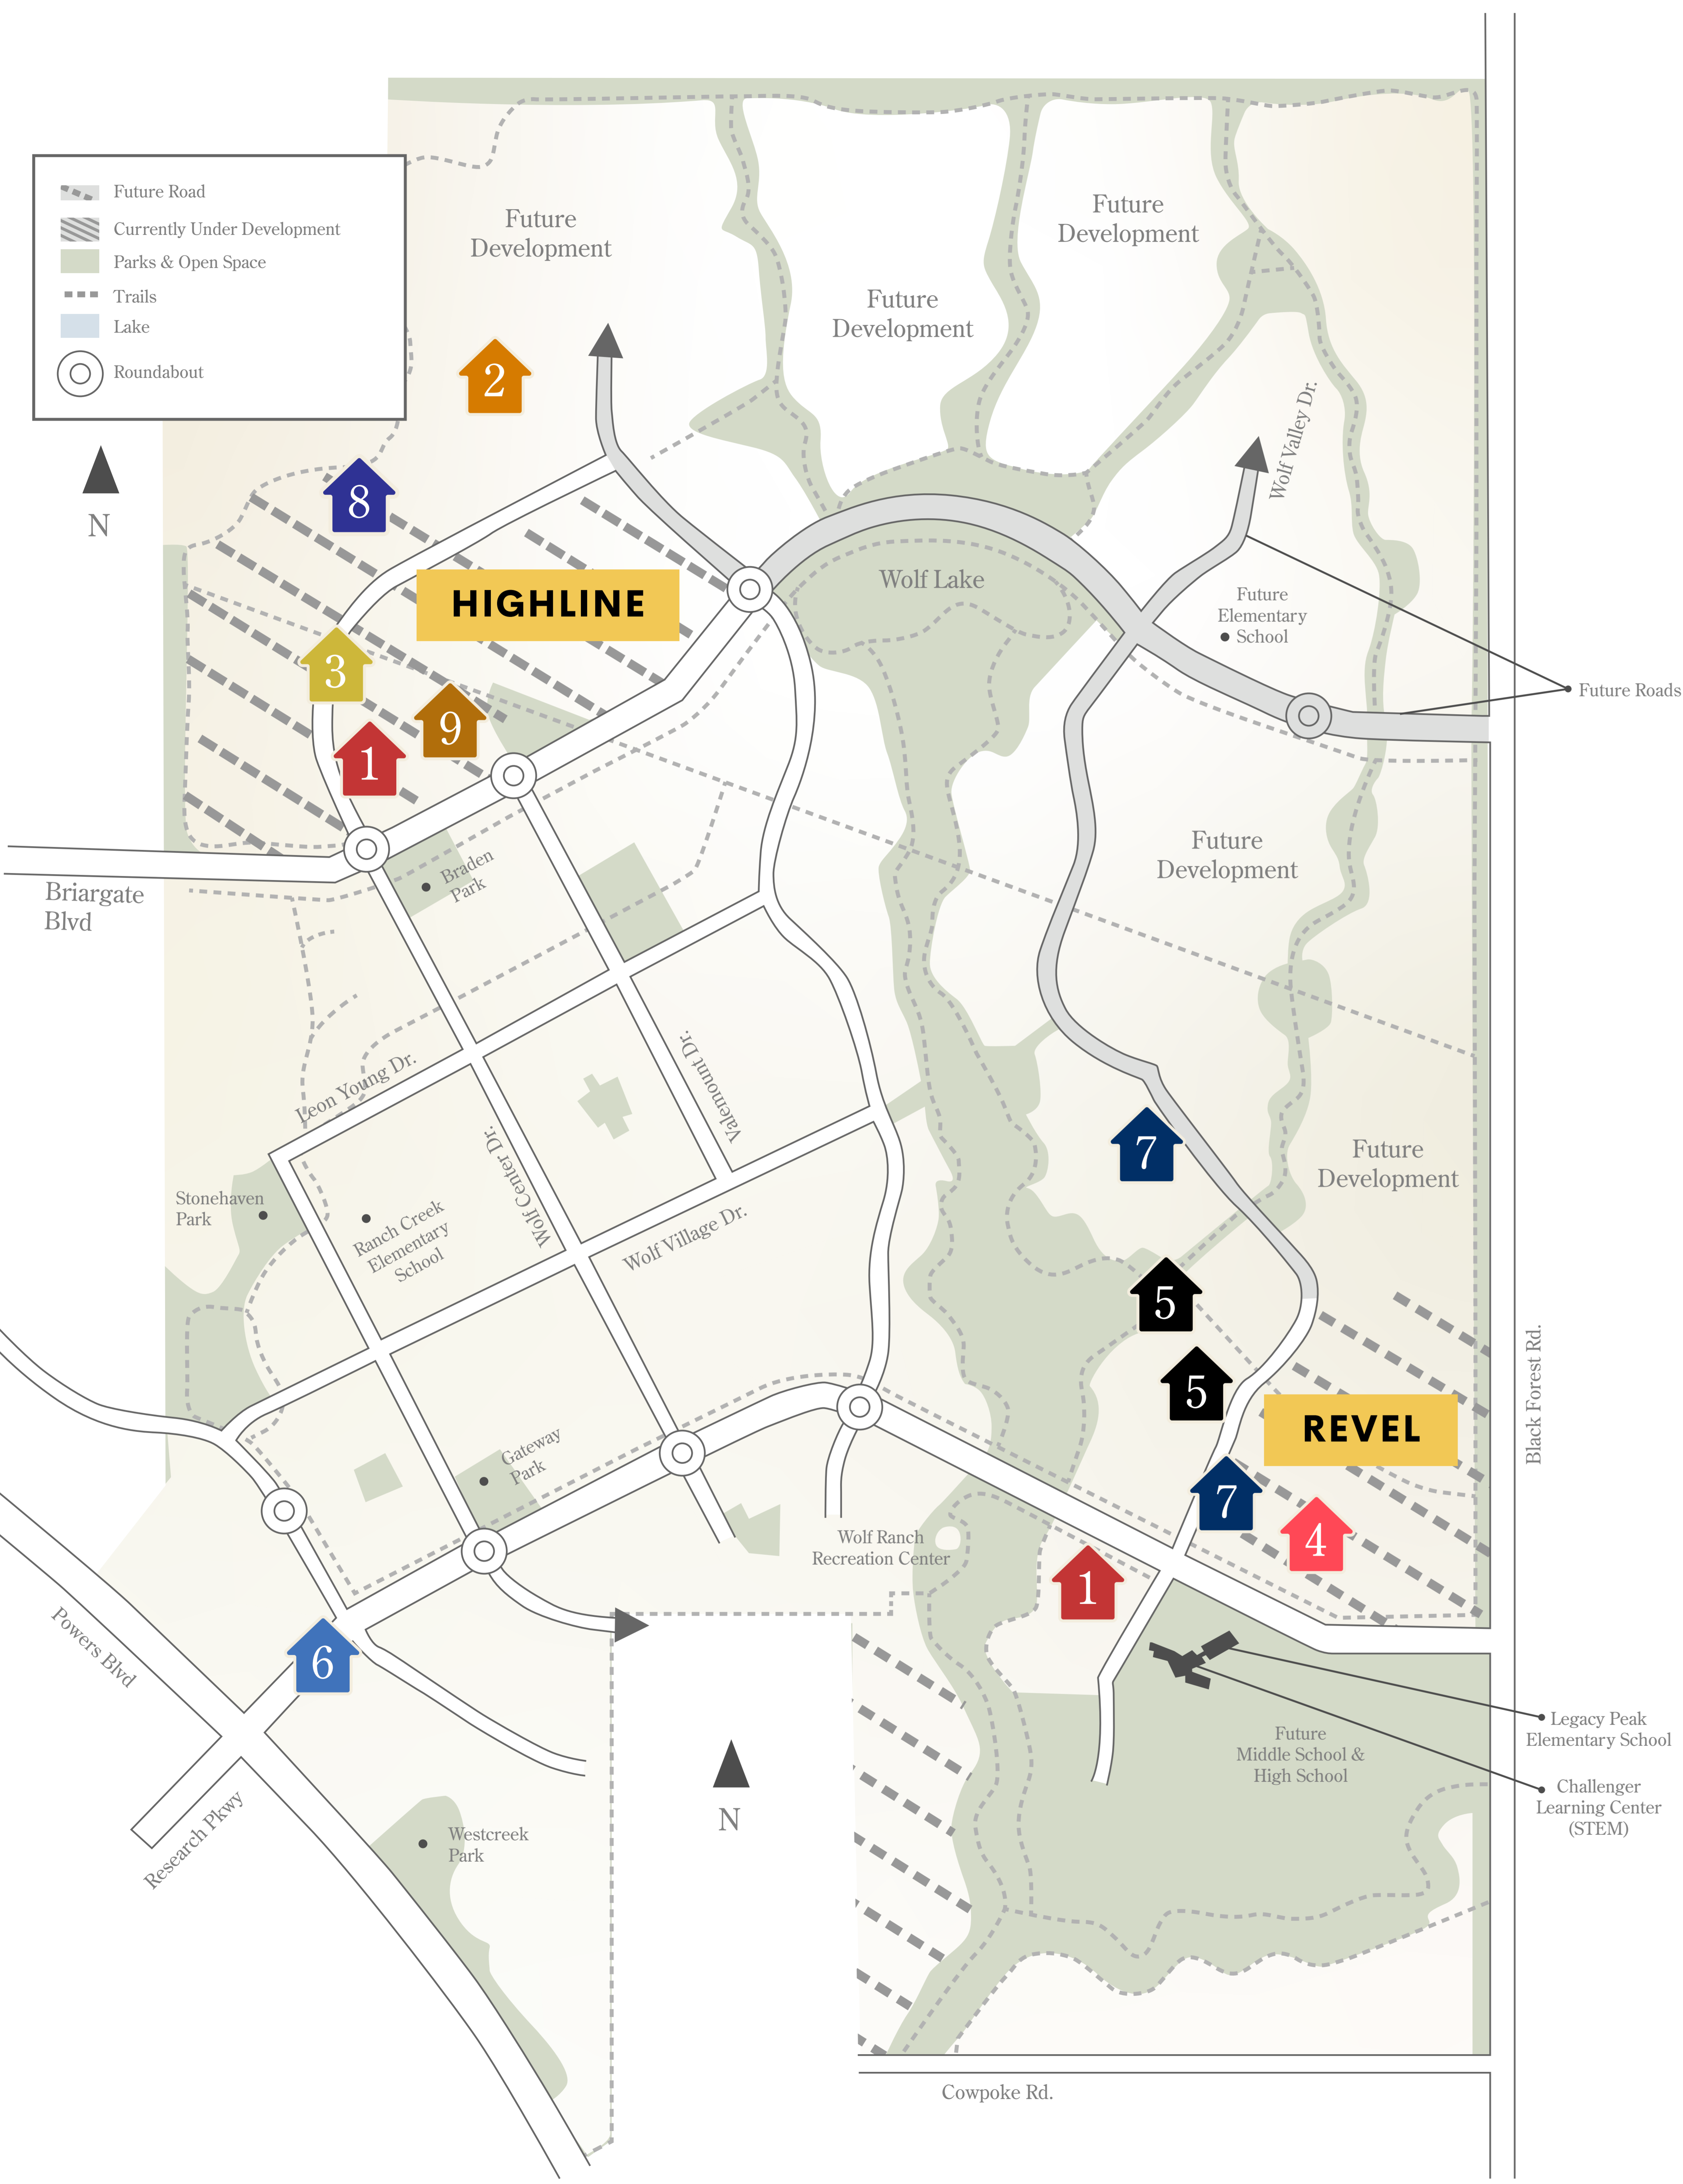 Future Road
Currently Under Development
Parks & Open Space
Trails
Lake
Roundabout
N
Future
Development
Future
Development
Future
Development
2
8
HIGHLINE
3
9
1
Wolf Lake
Wolf Valley Dr.
Future
Elementary
School
Future Roads
Briargate
Blvd
Braden
Park
Future
Development
Leon Young Dr.
Valemount Dr.
Wolf Center Dr.
Wolf Village Dr.
Stonehaven
Park
Ranch Creek
Elementary
School
7
Future
Development
5
5
REVEL
Black Forest Rd.
7
4
1
Gateway
Park
Wolf Ranch
Recreation Center
6
Powers Blvd
Research Pkwy
N
Westcreek
Park
Future
Middle School &
High School
Legacy Peak
Elementary School
Challenger
Learning Center
(STEM)
Cowpoke Rd.